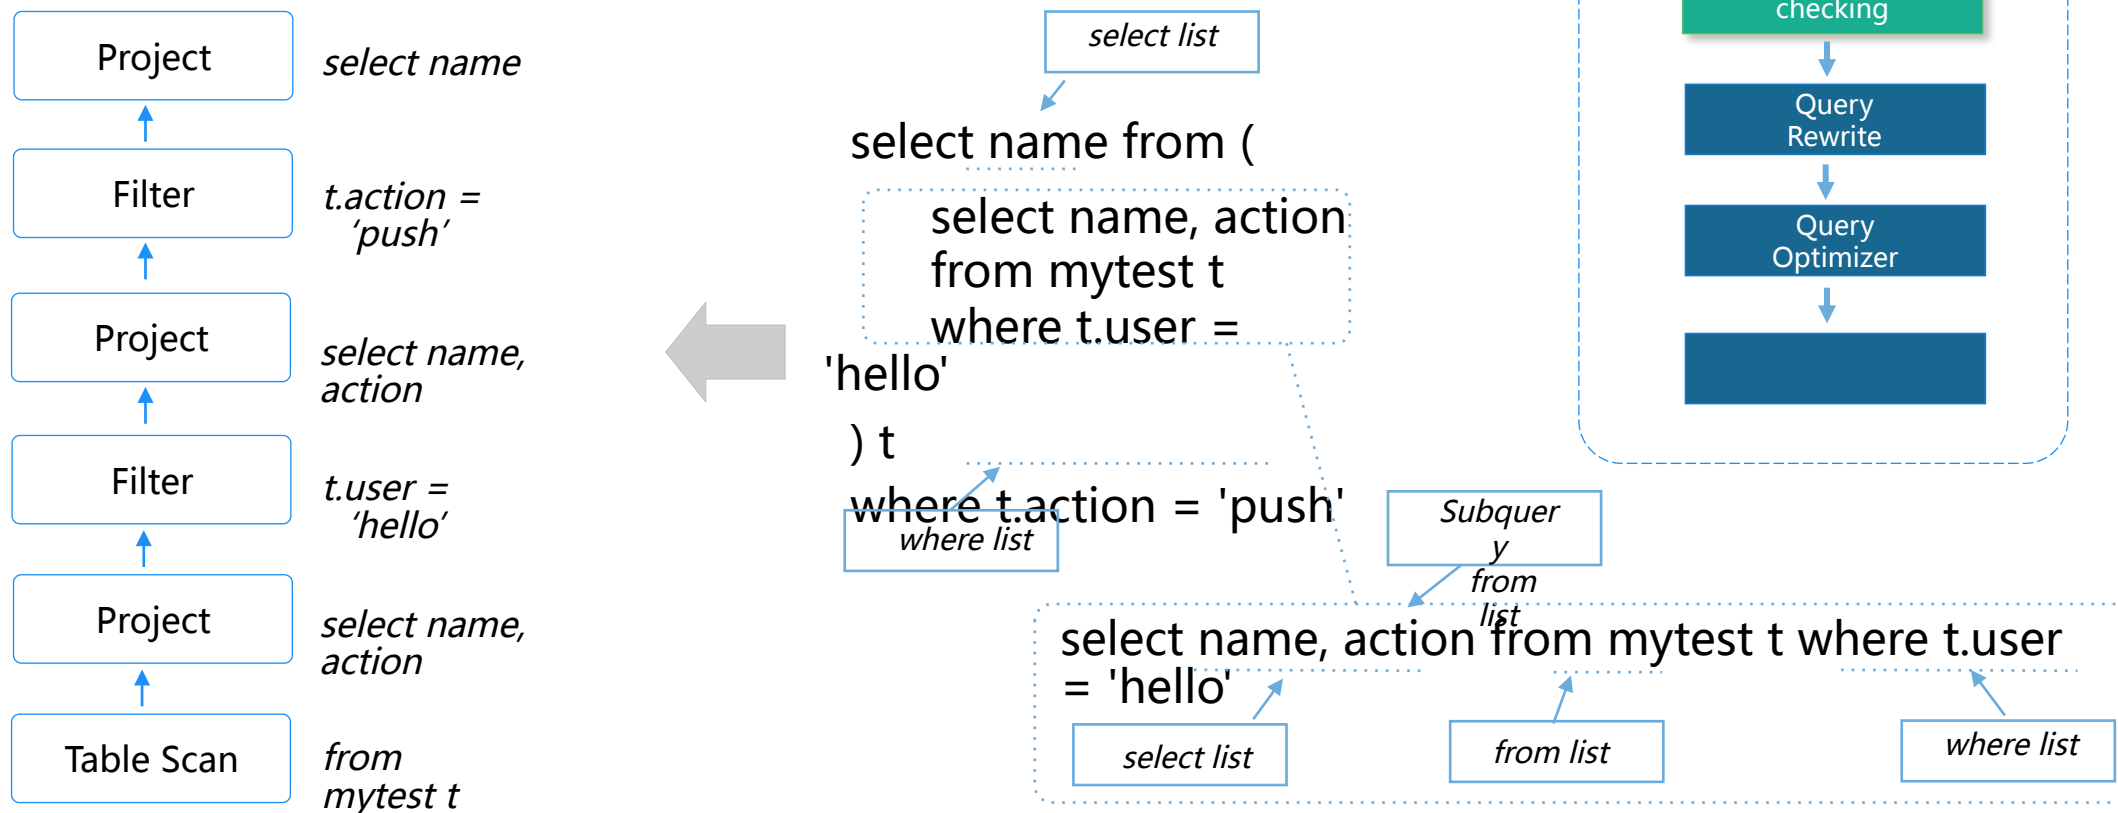 Project
select name
Filter
t.action =
‘push’
Project
select name,
action
Filter
t.user =
‘hello’
Project
select name,
action
Table Scan
from
mytest t
select list
select name from (
select name, action
from mytest t
where t.user =
'hello'
) t
where t.action = 'push'
where list
Subquer
y
from
list
select name, action from mytest t where t.user
= 'hello'
select list
from list
where list
checking
Query
Rewrite
Query
Optimizer